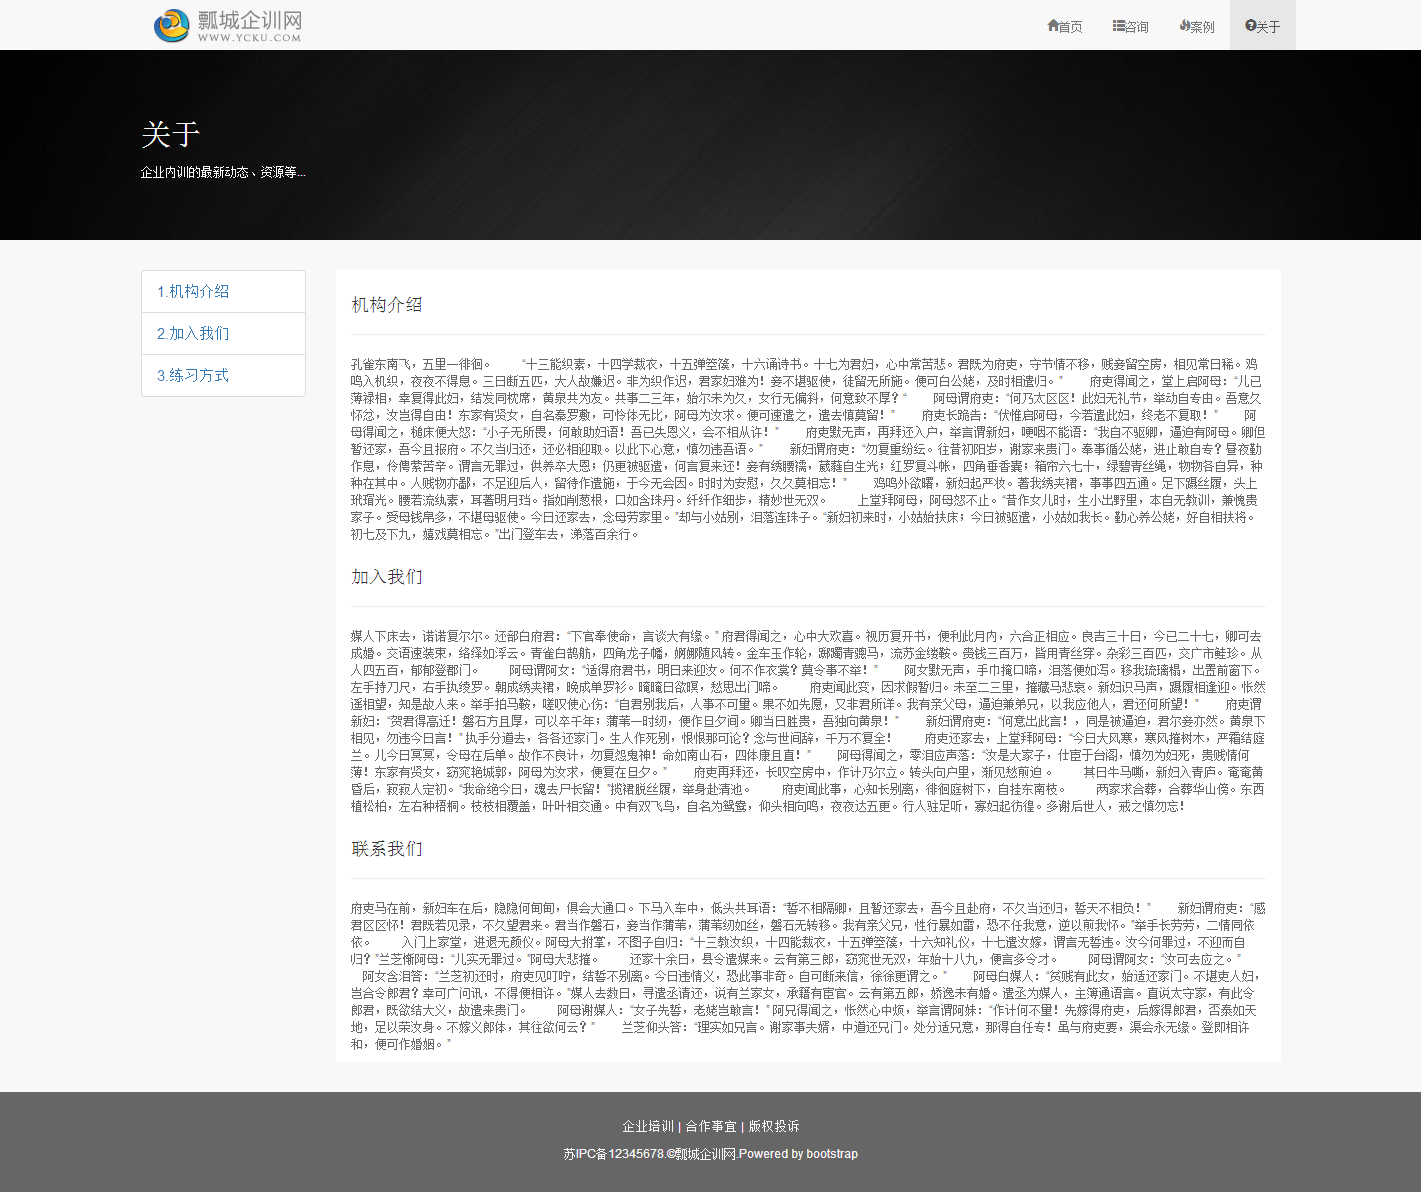 瓢城企训网
WWW.YCKU.COM
首页
咨询
案例
关于
关于
企业内训的最新动态、资源等...
1.机构介绍
2.加入我们
3.练习方式
机构介绍
孔雀东南飞，五里一徘徊。　　“十三能织素，十四学裁衣，十五弹箜篌，十六诵诗书。十七为君妇，心中常苦悲。君既为府吏，守节情不移，贱妾留空房，相见常日稀。鸡
鸣入机织，夜夜不得息。三日断五匹，大人故嫌迟。非为织作迟，君家妇难为！妾不堪驱使，徒留无所施。便可白公姥，及时相遣归。”　　府吏得闻之，堂上启阿母：“儿已
薄禄相，幸复得此妇，结发同枕席，黄泉共为友。共事二三年，始尔未为久，女行无偏斜，何意致不厚？“　　阿母谓府吏：“何乃太区区！此妇无礼节，举动自专由。吾意久
怀忿，汝岂得自由！东家有贤女，自名秦罗敷，可怜体无比，阿母为汝求。便可速遣之，遣去慎莫留！”　　府吏长跪告：“伏惟启阿母，今若遣此妇，终老不复取！”　　阿
母得闻之，槌床便大怒：“小子无所畏，何敢助妇语！吾已失恩义，会不相从许！”　　府吏默无声，再拜还入户，举言谓新妇，哽咽不能语：“我自不驱卿，逼迫有阿母。卿但
暂还家，吾今且报府。不久当归还，还必相迎取。以此下心意，慎勿违吾语。”　　新妇谓府吏：“勿复重纷纭。往昔初阳岁，谢家来贵门。奉事循公姥，进止敢自专？昼夜勤
作息，伶俜萦苦辛。谓言无罪过，供养卒大恩；仍更被驱遣，何言复来还！妾有绣腰襦，葳蕤自生光；红罗复斗帐，四角垂香囊；箱帘六七十，绿碧青丝绳，物物各自异，种
种在其中。人贱物亦鄙，不足迎后人，留待作遣施，于今无会因。时时为安慰，久久莫相忘！”　　鸡鸣外欲曙，新妇起严妆。著我绣夹裙，事事四五通。足下蹑丝履，头上
玳瑁光。腰若流纨素，耳著明月珰。指如削葱根，口如含珠丹。纤纤作细步，精妙世无双。　　上堂拜阿母，阿母怒不止。“昔作女儿时，生小出野里，本自无教训，兼愧贵
家子。受母钱帛多，不堪母驱使。今日还家去，念母劳家里。”却与小姑别，泪落连珠子。“新妇初来时，小姑始扶床；今日被驱遣，小姑如我长。勤心养公姥，好自相扶将。
初七及下九，嬉戏莫相忘。”出门登车去，涕落百余行。
加入我们
媒人下床去，诺诺复尔尔。还部白府君：“下官奉使命，言谈大有缘。” 府君得闻之，心中大欢喜。视历复开书，便利此月内，六合正相应。良吉三十日，今已二十七，卿可去
成婚。交语速装束，络绎如浮云。青雀白鹄舫，四角龙子幡，婀娜随风转。金车玉作轮，踯躅青骢马，流苏金缕鞍。赍钱三百万，皆用青丝穿。杂彩三百匹，交广市鲑珍。从
人四五百，郁郁登郡门。　　阿母谓阿女：“适得府君书，明日来迎汝。何不作衣裳？莫令事不举！”　　阿女默无声，手巾掩口啼，泪落便如泻。移我琉璃榻，出置前窗下。
左手持刀尺，右手执绫罗。朝成绣夹裙，晚成单罗衫。晻晻日欲暝，愁思出门啼。　　府吏闻此变，因求假暂归。未至二三里，摧藏马悲哀。新妇识马声，蹑履相逢迎。怅然
遥相望，知是故人来。举手拍马鞍，嗟叹使心伤：“自君别我后，人事不可量。果不如先愿，又非君所详。我有亲父母，逼迫兼弟兄，以我应他人，君还何所望！”　　府吏谓
新妇：“贺君得高迁！磐石方且厚，可以卒千年；蒲苇一时纫，便作旦夕间。卿当日胜贵，吾独向黄泉！”　　新妇谓府吏：“何意出此言！，同是被逼迫，君尔妾亦然。黄泉下
相见，勿违今日言！” 执手分道去，各各还家门。生人作死别，恨恨那可论？念与世间辞，千万不复全！　　府吏还家去，上堂拜阿母：“今日大风寒，寒风摧树木，严霜结庭
兰。儿今日冥冥，令母在后单。故作不良计，勿复怨鬼神！命如南山石，四体康且直！”　　阿母得闻之，零泪应声落：“汝是大家子，仕宦于台阁，慎勿为妇死，贵贱情何
薄！东家有贤女，窈窕艳城郭，阿母为汝求，便复在旦夕。”　　府吏再拜还，长叹空房中，作计乃尔立。转头向户里，渐见愁煎迫 。　　其日牛马嘶，新妇入青庐。奄奄黄
昏后，寂寂人定初。“我命绝今日，魂去尸长留！”揽裙脱丝履，举身赴清池。　　府吏闻此事，心知长别离，徘徊庭树下，自挂东南枝。　　两家求合葬，合葬华山傍。东西
植松柏，左右种梧桐。枝枝相覆盖，叶叶相交通。中有双飞鸟，自名为鸳鸯，仰头相向鸣，夜夜达五更。行人驻足听，寡妇起彷徨。多谢后世人，戒之慎勿忘！
联系我们
府吏马在前，新妇车在后，隐隐何甸甸，俱会大通口。下马入车中，低头共耳语：“誓不相隔卿，且暂还家去，吾今且赴府，不久当还归，誓天不相负！”　　新妇谓府吏：“感
君区区怀！君既若见录，不久望君来。君当作磐石，妾当作蒲苇，蒲苇纫如丝，磐石无转移。我有亲父兄，性行暴如雷，恐不任我意，逆以煎我怀。”举手长劳劳，二情同依
依。　　入门上家堂，进退无颜仪。阿母大拊掌，不图子自归：“十三教汝织，十四能裁衣，十五弹箜篌，十六知礼仪，十七遣汝嫁，谓言无誓违。汝今何罪过，不迎而自
归？”兰芝惭阿母：“儿实无罪过。”阿母大悲摧。　　还家十余日，县令遣媒来。云有第三郎，窈窕世无双，年始十八九，便言多令才。　　阿母谓阿女：“汝可去应之。”
阿女含泪答：“兰芝初还时，府吏见叮咛，结誓不别离。今日违情义，恐此事非奇。自可断来信，徐徐更谓之。”　　阿母白媒人：“贫贱有此女，始适还家门。不堪吏人妇，
岂合令郎君？幸可广问讯，不得便相许。”媒人去数日，寻遣丞请还，说有兰家女，承籍有宦官。云有第五郎，娇逸未有婚。遣丞为媒人，主簿通语言。直说太守家，有此令
郎君，既欲结大义，故遣来贵门。　　阿母谢媒人：“女子先誓，老姥岂敢言！” 阿兄得闻之，怅然心中烦，举言谓阿妹：“作计何不量！先嫁得府吏，后嫁得郎君，否泰如天
地，足以荣汝身。不嫁义郎体，其往欲何云？”　　兰芝仰头答：“理实如兄言。谢家事夫婿，中道还兄门。处分适兄意，那得自任专！虽与府吏要，渠会永无缘。登即相许
和，便可作婚姻。”
企业培训 | 合作事宜 | 版权投诉
苏IPC备12345678.©瓢城企训网.Powered by bootstrap